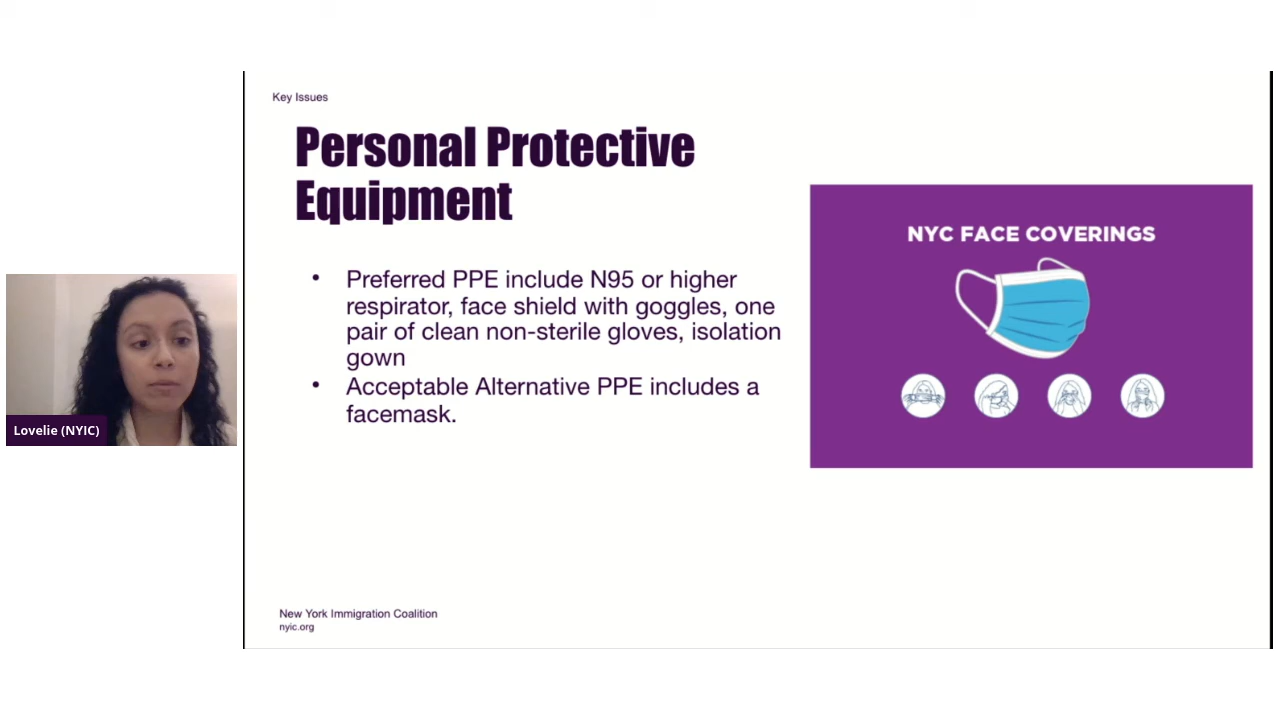 Key Issues
Personal Protective
Equipment
• Preferred PPE include N95 or higher
respirator, face shield with goggles, one
pair of clean non-sterile gloves, isolation
gown
• Acceptable Alternative PPE includes a
facemask.
NYC FACE COVERINGS
Lovelie (NYIC)
New York Immigration Coalition
nyic.org